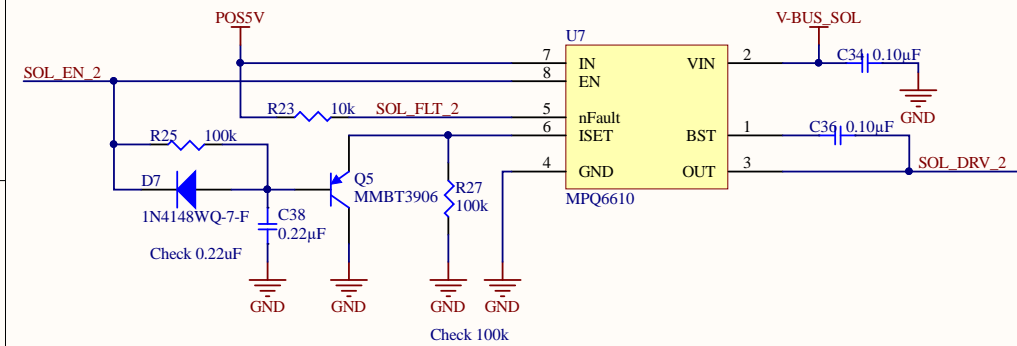 POS5V
V-BUS_SOL
U7
SOL_EN_2
7 IN VIN 2
C34 0.10µF
8 EN
GND
R23 10k SOL_FLT_2 5 nFault
R25 100k
6 ISET BST 1 C36 0.10µF
4 GND OUT 3 SOL_DRV_2
D7
Q5
R27
MMBT3906
100k
MPQ6610
1N4148WQ-7-F
C38
0.22µF
Check 0.22uF
GND GND GND GND
Check 100k